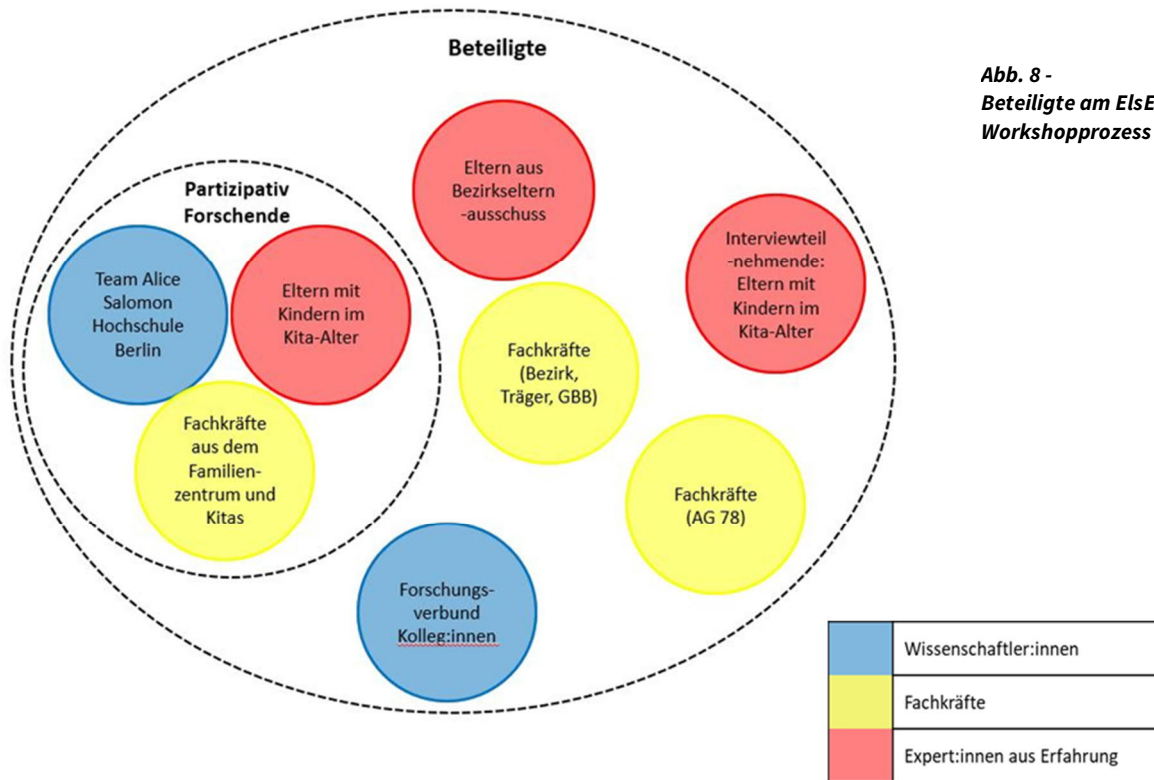 Beteiligte
Abb. 8 -
Beteiligte am ElsE
Workshopprozess
Partizipativ
Forschende
Team Alice
Salomon
Hochschule
Berlin
Eltern mit
Kindern im
Kita-Alter
Fachkräfte
aus dem
Familien-
zentrum und
Kitas
Eltern aus
Bezirkseltern
-ausschuss
Interviewteil
-nehmende:
Eltern mit
Kindern im
Kita-Alter
Fachkräfte
(Bezirk,
Träger, GBB)
Fachkräfte
(AG 78)
Forschungs-
verbund
Kolleg:innen
Wissenschaftler:innen
Fachkräfte
Expert:innen aus Erfahrung